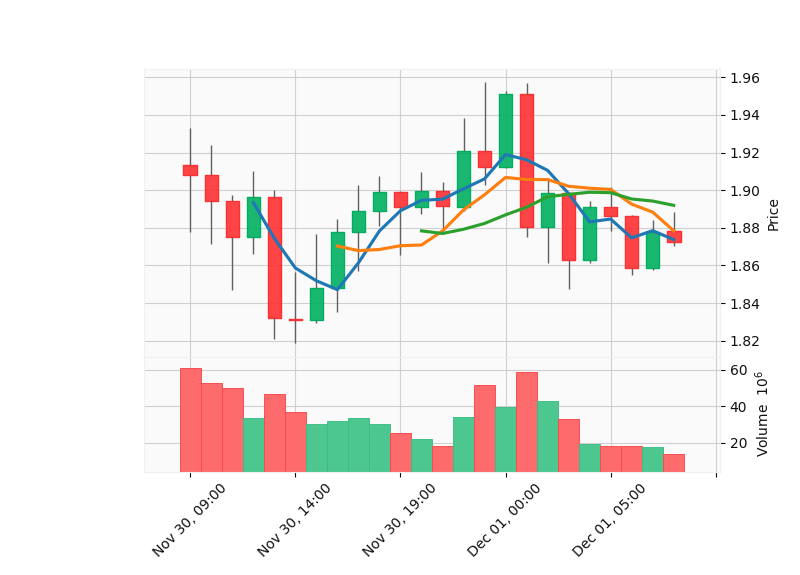 1.96
1.94
1.92
1.90
1.88
1.86
1.84
1.82
Price
60
40
20
Volume 10⁶
Nov 30, 09:00
Nov 30, 14:00
Nov 30, 19:00
Dec 01, 00:00
Dec 01, 05:00